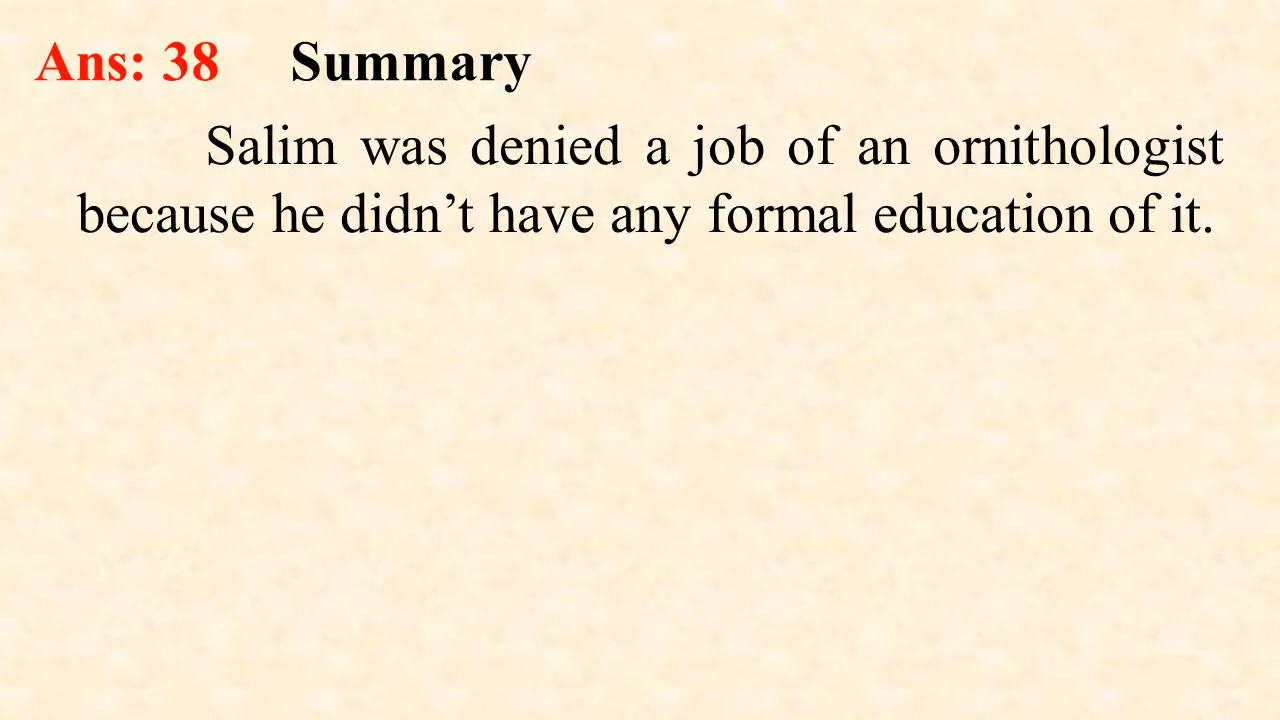 Ans: 38 Summary
Salim was denied a job of an ornithologist
because he didn’t have any formal education of it.